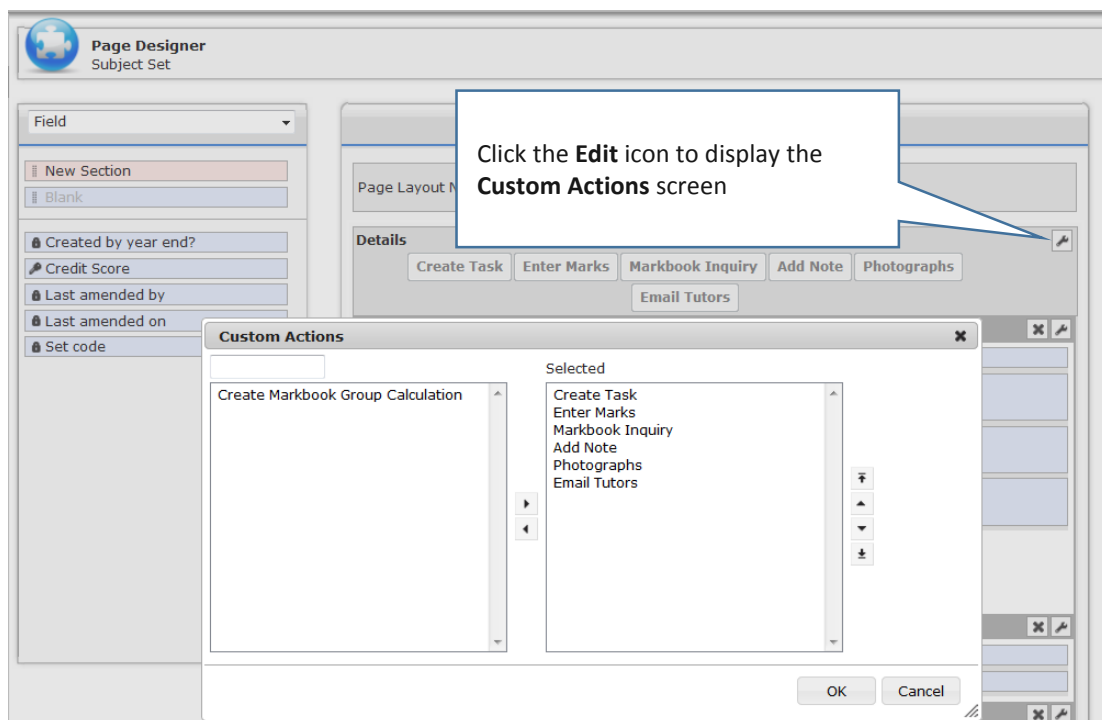 Page Designer
Subject Set
Field
New Section
Blank
Created by year end?
Credit Score
Last amended by
Last amended on
Set code
Click the Edit icon to display the
Custom Actions screen
Page Layout N
Details
Create Task Enter Marks Markbook Inquiry Add Note Photographs
Email Tutors
Custom Actions
Create Markbook Group Calculation
Selected
Create Task
Enter Marks
Markbook Inquiry
Add Note
Photographs
Email Tutors
OK Cancel